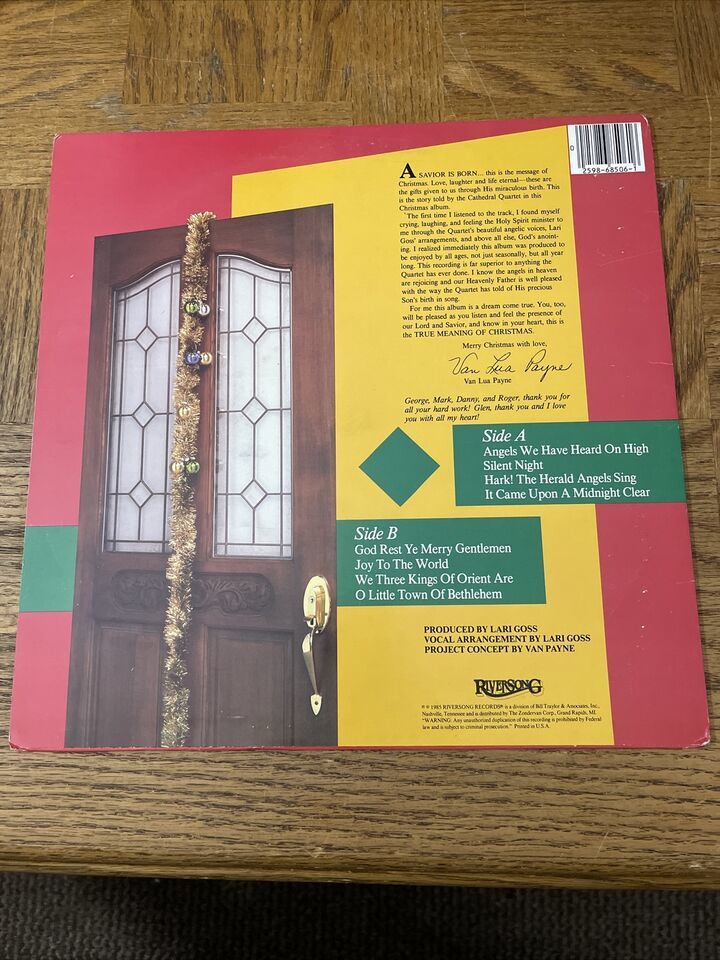 0
2598-68506-1
A SAVIOR IS BORN... this is the message of
Christmas. Love, laughter and life eternal—these are
the gifts given to us through His miraculous birth. This
is the story told by the Cathedral Quartet in this
Christmas album.
The first time I listened to the track, I found myself
crying, laughing, and feeling the Holy Spirit minister to
me through the Quartet's beautiful angelic voices, Lari
Goss' arrangements, and above all else, God's anoint-
ing. I realized immediately this album was produced to
be enjoyed by all ages, not just seasonally, but all year
long. This recording is far superior to anything the
Quartet has ever done. I know the angels in heaven
are rejoicing and our Heavenly Father is well pleased
with the way the Quartet has told of His precious
Son's birth in song.
For me this album is a dream come true. You, too,
will be pleased as you listen and feel the presence of
our Lord and Savior, and know in your heart, this is
the TRUE MEANING OF CHRISTMAS.
Merry Christmas with love,
Van Lua Payne
Van Lua Payne
George, Mark, Danny, and Roger, thank you for
all your hard work! Glen, thank you and I love
you with all my heart!
Side A
Angels We Have Heard On High
Silent Night
Hark! The Herald Angels Sing
It Came Upon A Midnight Clear
Side B
God Rest Ye Merry Gentlemen
Joy To The World
We Three Kings Of Orient Are
O Little Town Of Bethlehem
PRODUCED BY LARI GOSS
VOCAL ARRANGEMENT BY LARI GOSS
PROJECT CONCEPT BY VAN PAYNE
RIVERSONG
℗ © 1985 RIVERSONG RECORDS® is a division of Bill Traylor & Associates, Inc.,
Nashville, Tennessee and is distributed by The Zondervan Corp., Grand Rapids, MI.
"WARNING: Any unauthorized duplication of this recording is prohibited by Federal
law and is subject to criminal prosecution." Printed in U.S.A.